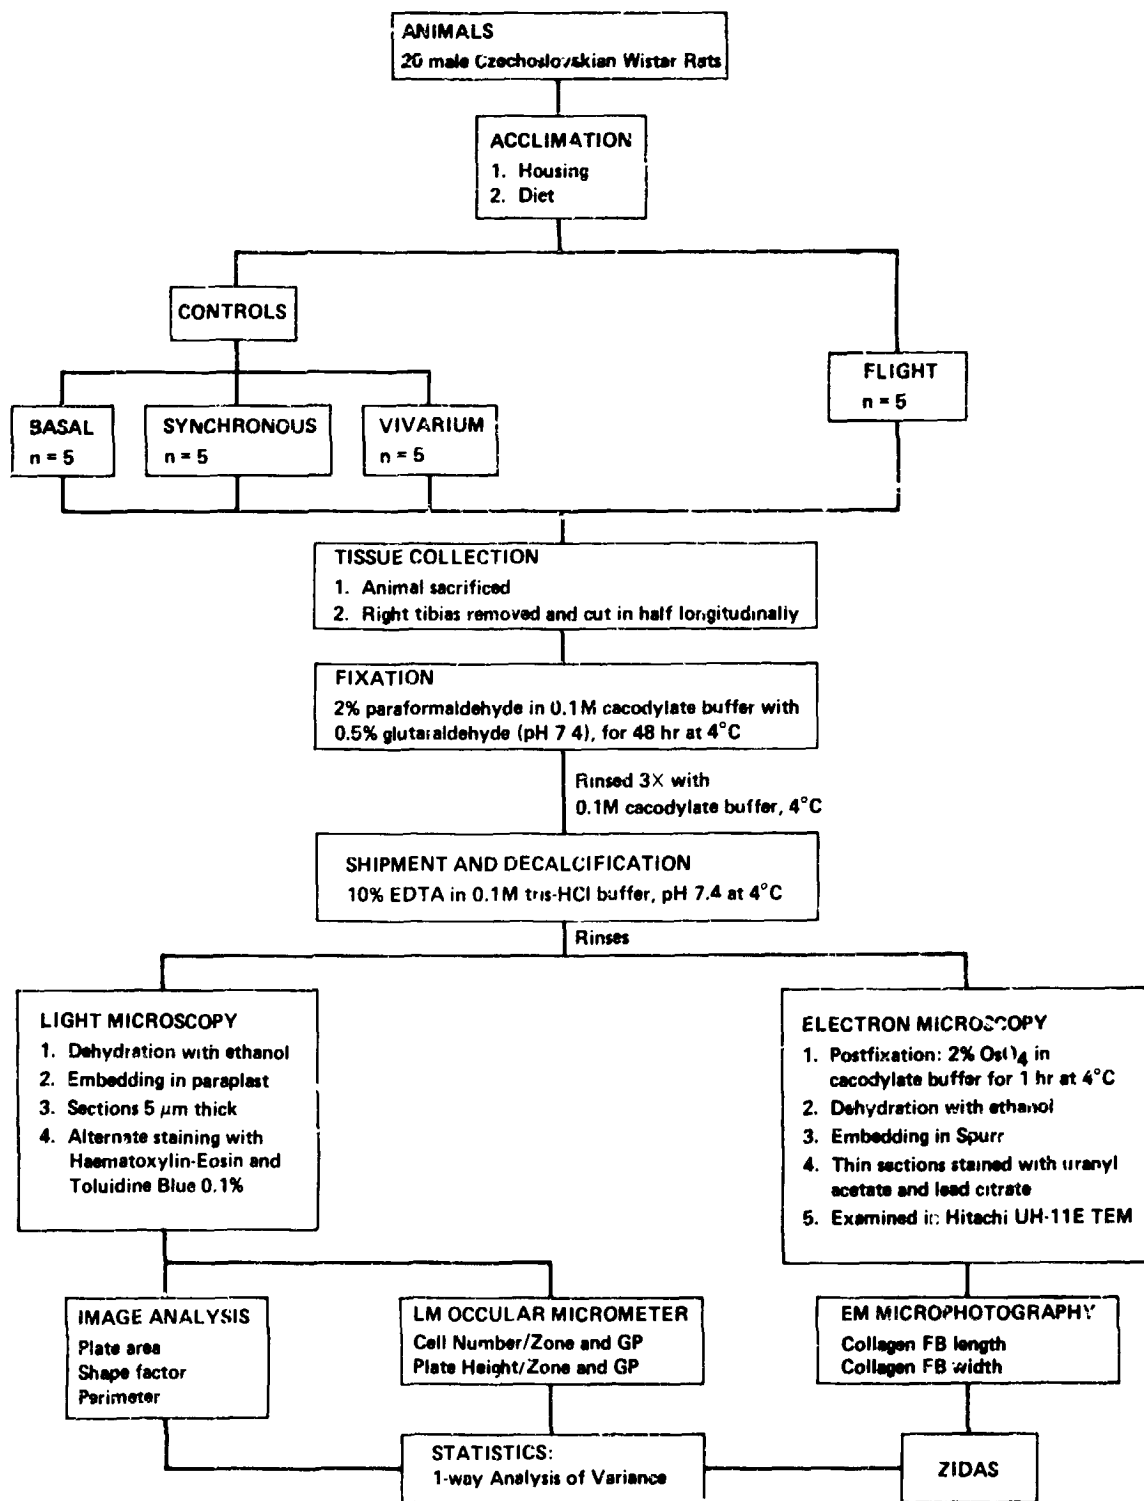 ANIMALS
20 male Czechoslovskian Wister Rats
ACCLIMATION
1. Housing
2. Diet
CONTROLS
FLIGHT
n = 5
BASAL
n = 5
SYNCHRONOUS
n = 5
VIVARIUM
n = 5
TISSUE COLLECTION
1. Animal sacrificed
2. Right tibias removed and cut in half longitudinally
FIXATION
2% paraformaldehyde in 0.1M cacodylate buffer with
0.5% glutaraldehyde (pH 7 4), for 48 hr at 4°C
Rinsed 3X with
0.1M cacodylate buffer, 4°C
SHIPMENT AND DECALCIFICATION
10% EDTA in 0.1M tris-HCl buffer, pH 7.4 at 4°C
Rinses
LIGHT MICROSCOPY
1. Dehydration with ethanol
2. Embedding in paraplast
3. Sections 5 μm thick
4. Alternate staining with
Haematoxylin-Eosin and
Toluidine Blue 0.1%
ELECTRON MICROSCOPY
1. Postfixation: 2% OsO4 in
cacodylate buffer for 1 hr at 4°C
2. Dehydration with ethanol
3. Embedding in Spurr
4. Thin sections stained with uranyl
acetate and lead citrate
5. Examined in Hitachi UH-11E TEM
IMAGE ANALYSIS
Plate area
Shape factor
Perimeter
LM OCCULAR MICROMETER
Cell Number/Zone and GP
Plate Height/Zone and GP
EM MICROPHOTOGRAPHY
Collagen FB length
Collagen FB width
STATISTICS:
1-way Analysis of Variance
ZIDAS